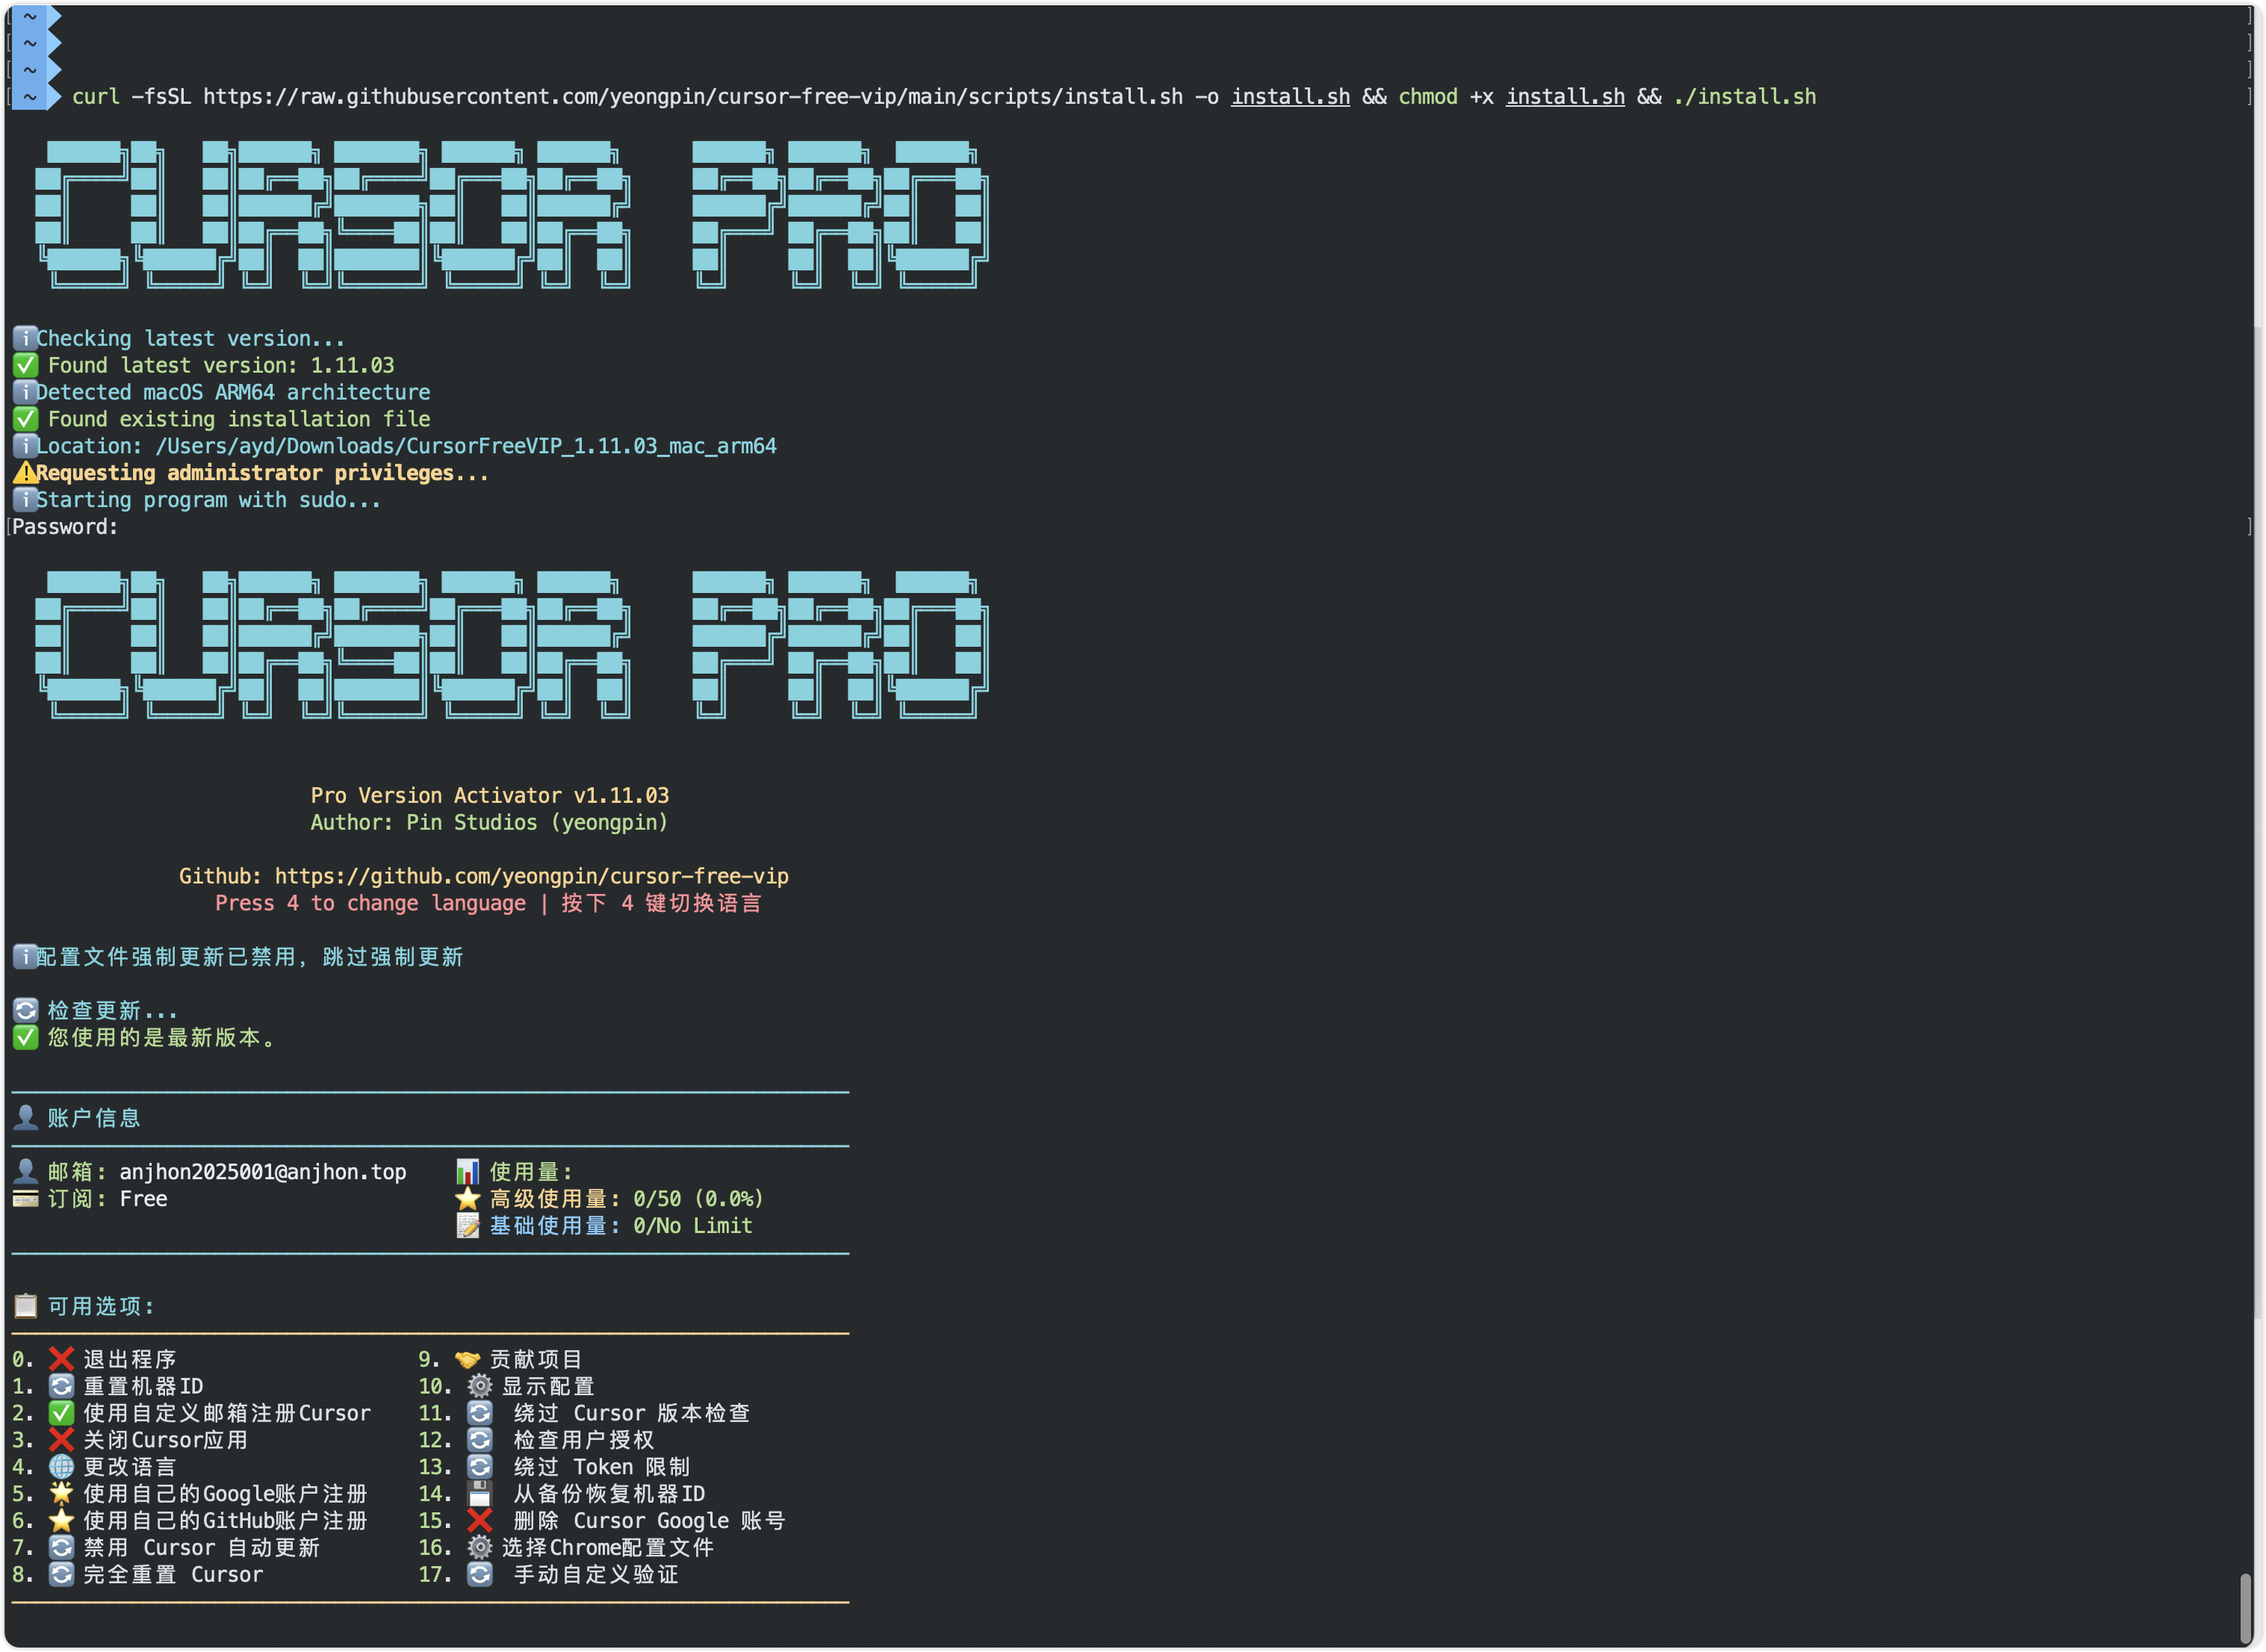 ~
~
~
~ curl -fsSL https://raw.githubusercontent.com/yeongpin/cursor-free-vip/main/scripts/install.sh -o install.sh && chmod +x install.sh && ./install.sh
CURSOR PRO
Checking latest version...
Found latest version: 1.11.03
Detected macOS ARM64 architecture
Found existing installation file
Location: /Users/ayd/Downloads/CursorFreeVIP_1.11.03_mac_arm64
Requesting administrator privileges...
Starting program with sudo...
Password:
CURSOR PRO
Pro Version Activator v1.11.03
Author: Pin Studios (yeongpin)
Github: https://github.com/yeongpin/cursor-free-vip
Press 4 to change language | 按下 4 键切换语言
配置文件强制更新已禁用，跳过强制更新
检查更新...
您使用的是最新版本。
账户信息
邮箱: anjhon2025001@anjhon.top 使用量:
订阅: Free 高级使用量: 0/50 (0.0%)
基础使用量: 0/No Limit
可用选项:
0. 退出程序 9. 贡献项目
1. 重置机器ID 10. 显示配置
2. 使用自定义邮箱注册Cursor 11. 绕过 Cursor 版本检查
3. 关闭Cursor应用 12. 检查用户授权
4. 更改语言 13. 绕过 Token 限制
5. 使用自己的Google账户注册 14. 从备份恢复机器ID
6. 使用自己的GitHub账户注册 15. 删除 Cursor Google 账号
7. 禁用 Cursor 自动更新 16. 选择Chrome配置文件
8. 完全重置 Cursor 17. 手动自定义验证